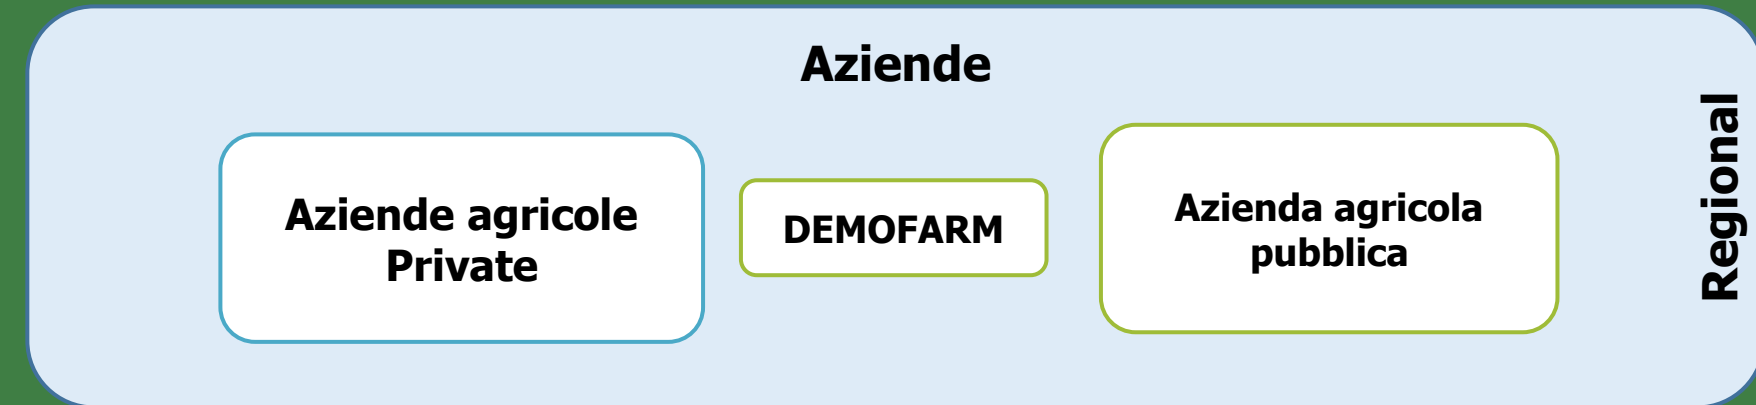 Aziende
Aziende agricole
Private
DEMOFARM
Azienda agricola
pubblica
Regional